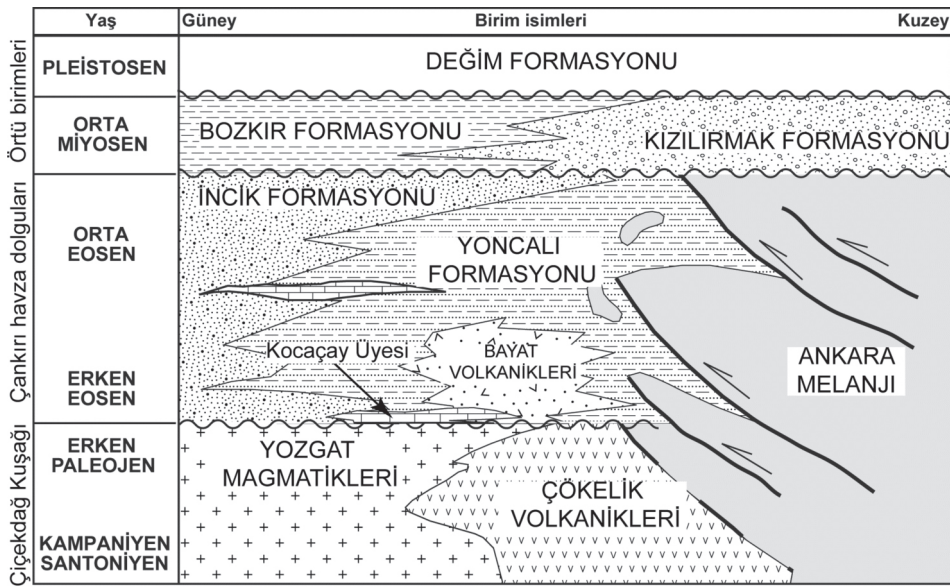 Yaş Güney Birim isimleri Kuzey
Örtü birimleri
PLEİSTOSEN
DEĞİM FORMASYONU
ORTA
MİYOSEN
BOZKIR FORMASYONU
KIZILIRMAK FORMASYONU
Çankırı havza dolguları
İNCİK FORMASYONU
ORTA
EOSEN
YONCALI
FORMASYONU
Kocaçay Üyesi
BAYAT
VOLKANİKLERİ
ANKARA
MELANJI
ERKEN
EOSEN
Çiçekdağ Kuşağı
ERKEN
PALEOJEN
YOZGAT
MAGMATİKLERİ
ÇÖKELİK
VOLKANİKLERİ
KAMPANİYEN
SANTONİYEN